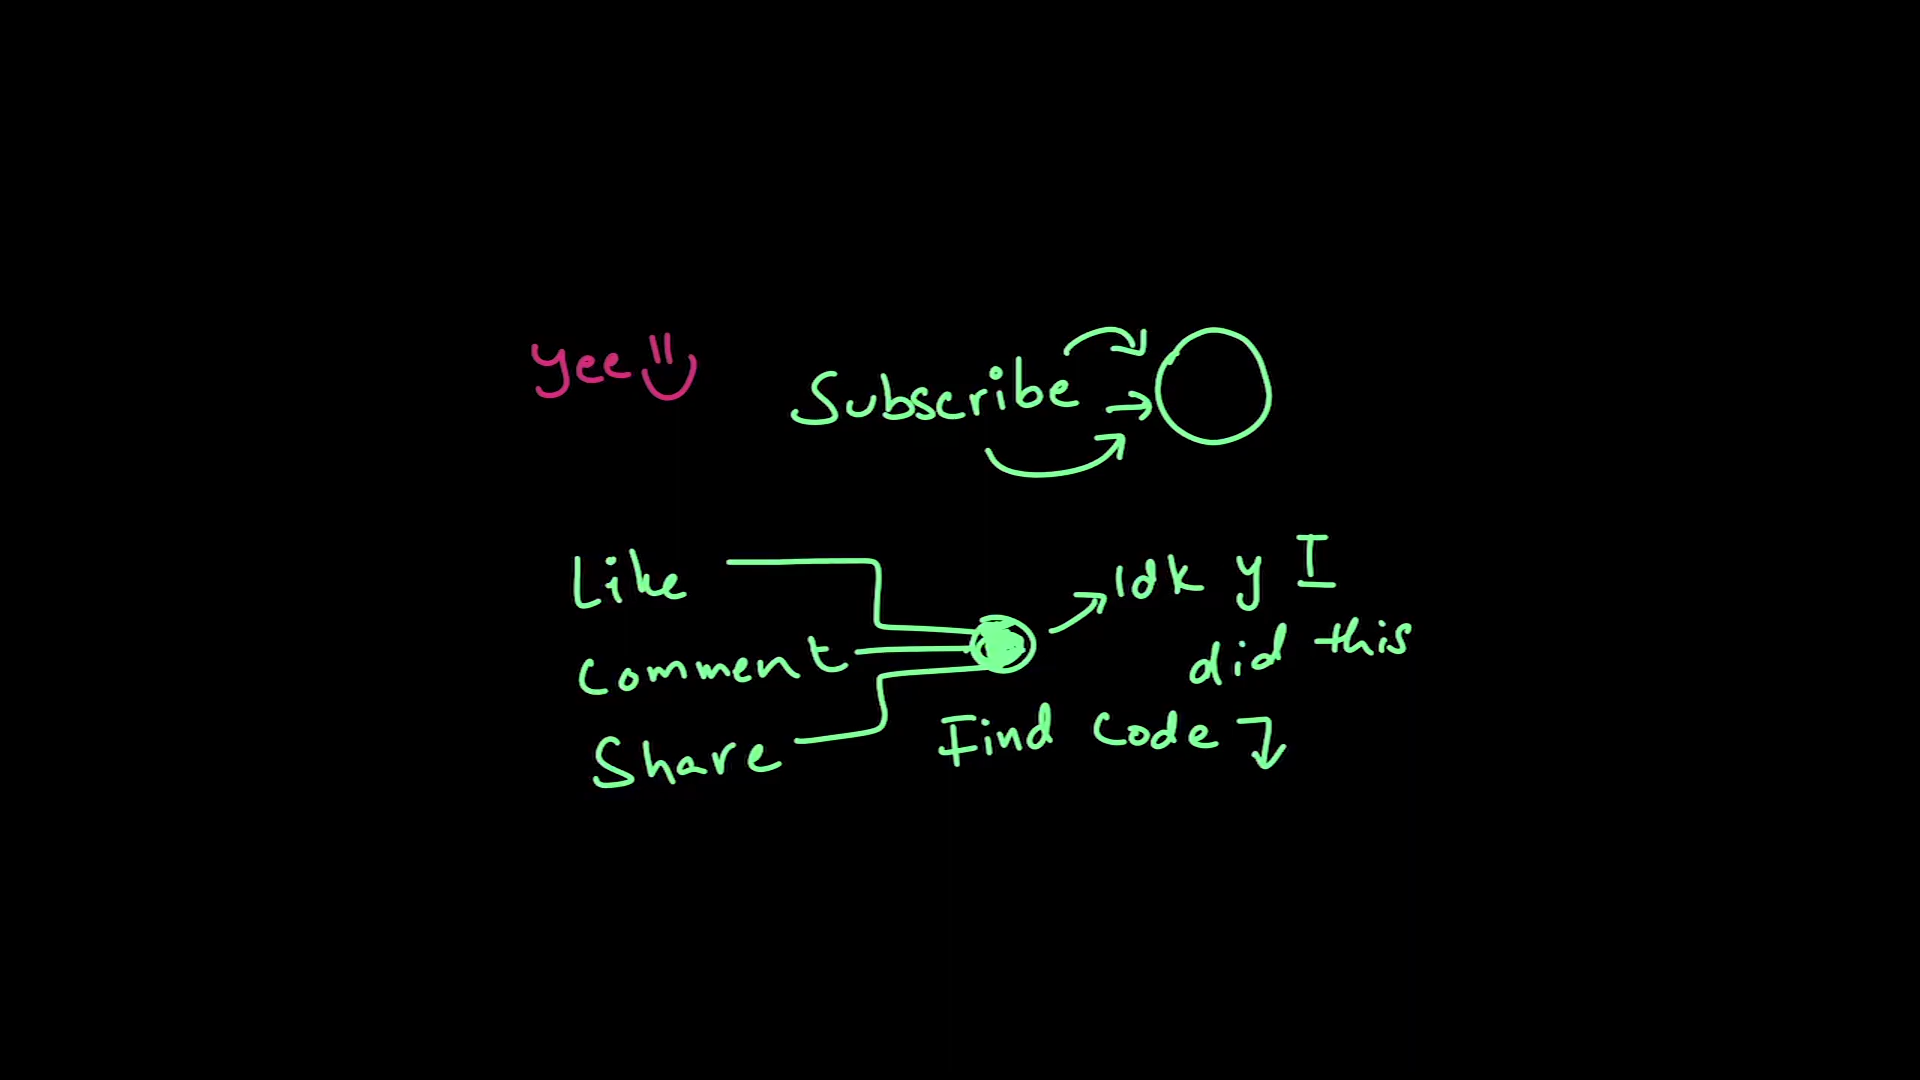 yee
Subscribe
Like
Comment
Share
Idk y I
did this
Find Code